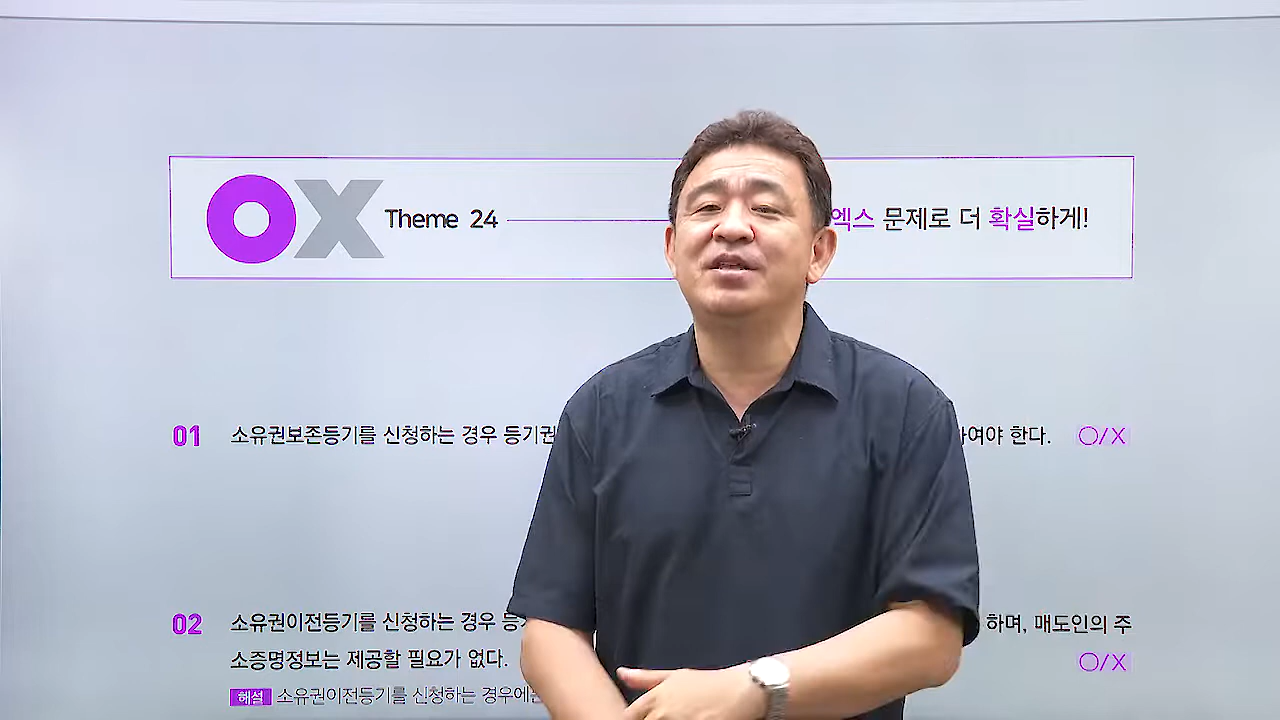 OX Theme 24 엑스 문제로 더 확실하게!
01 소유권보존등기를 신청하는 경우 등기권 여야 한다. O/X
02 소유권이전등기를 신청하는 경우 하며, 매도인의 주
소증명정보는 제공할 필요가 없다. O/X
해설 소유권이전등기를 신청하는 경우에는